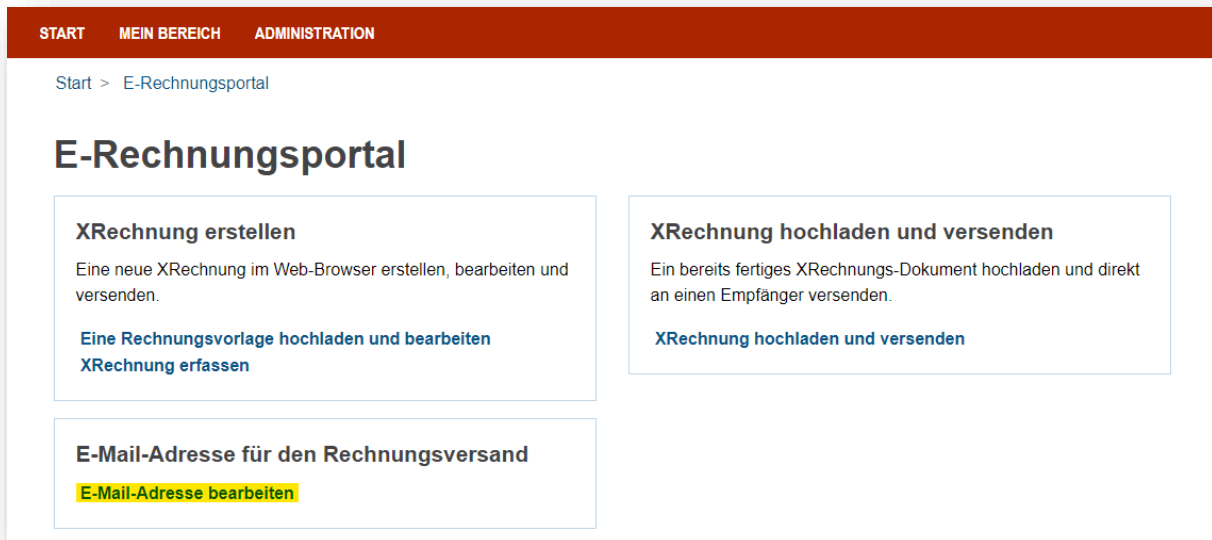 START MEIN BEREICH ADMINISTRATION
Start > E-Rechnungsportal
E-Rechnungsportal
XRechnung erstellen
Eine neue XRechnung im Web-Browser erstellen, bearbeiten und
versenden.
Eine Rechnungsvorlage hochladen und bearbeiten
XRechnung erfassen
XRechnung hochladen und versenden
Ein bereits fertiges XRechnungs-Dokument hochladen und direkt
an einen Empfänger versenden.
XRechnung hochladen und versenden
E-Mail-Adresse für den Rechnungsversand
E-Mail-Adresse bearbeiten